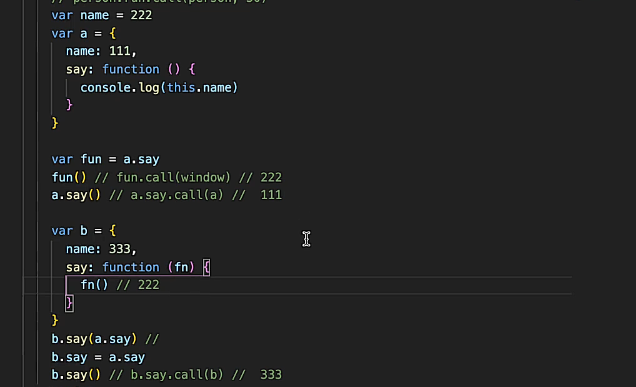 var name = 222
var a = {
name: 111,
say: function () {
console.log(this.name)
}
}
var fun = a.say
fun() // fun.call(window) // 222
a.say() // a.say.call(a) //  111
var b = {
name: 333,
say: function (fn) {
fn() // 222
}
}
b.say(a.say) //
b.say = a.say
b.say() // b.say.call(b) //  333